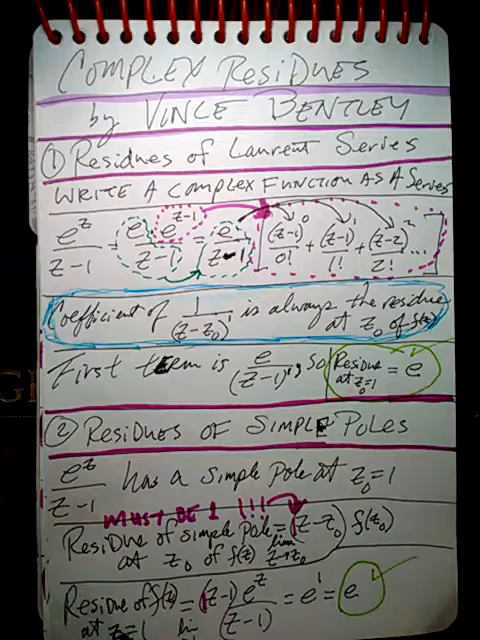 COMPLEX RESIDUES
by VINCE BENTLEY
① Residues of Laurent Series
WRITE A COMPLEX FUNCTION AS A Series
e^z/(z-1) = e·e^(z-1)/(z-1) = e/(z-1) [(z-1)^0/0! + (z-1)^1/1! + (z-2)^2/2! ...]
Coefficient of 1/(z-z₀)^1 is always the residue
at z₀ of f(z)
First term is e/(z-1)^1, so Residue at z₀=1 = e
② RESIDUES OF SIMPLE POLES
e^z/(z-1) has a simple pole at z₀=1
MUST BE 1 !!!
Residue of simple pole = (z-z₀) f(z₀)
at z₀ of f(z) lim z→z₀
Residue of f(z) = (z-1) e^z/(z-1) = e^1 = e
at z=1 lim